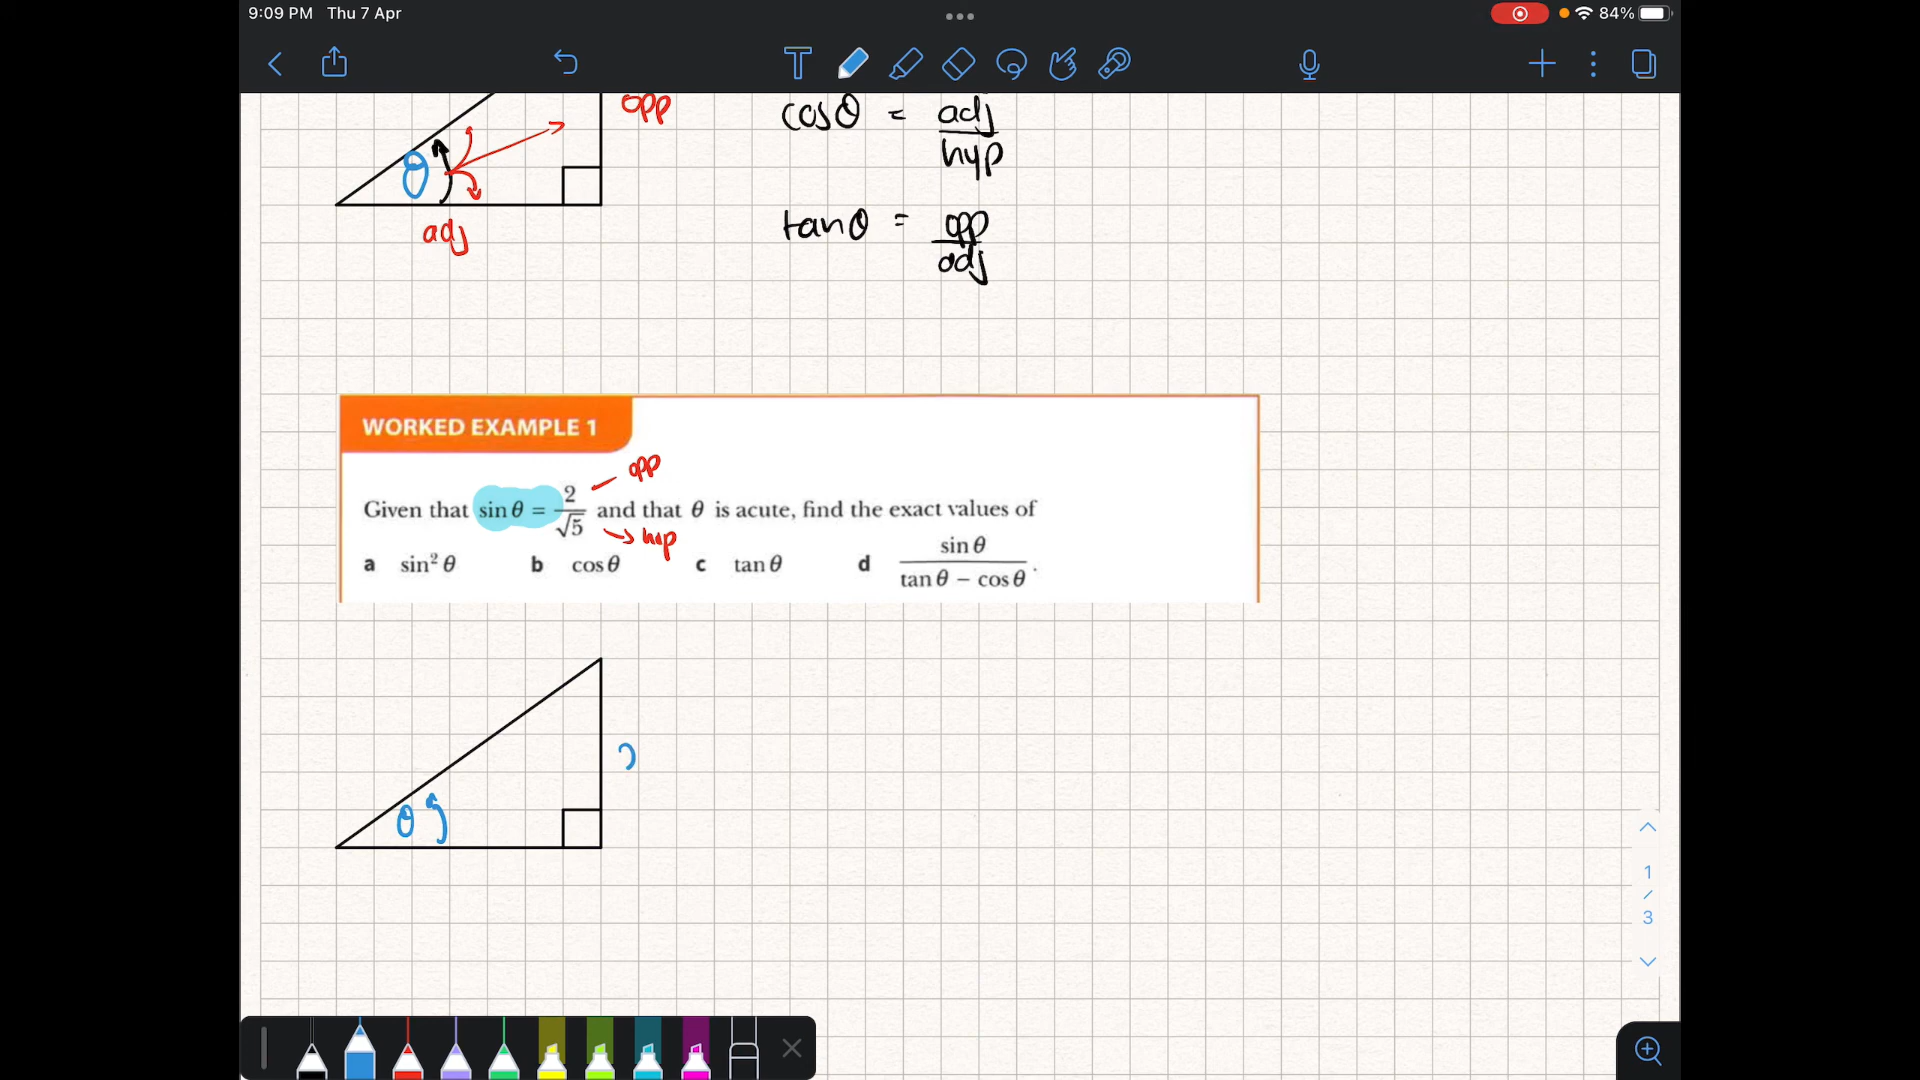 9:09 PM Thu 7 Apr
84%
opp
θ
adj
cosθ = adj/hyp
tanθ = opp/adj
WORKED EXAMPLE 1
opp
Given that sin θ = 2/√5 and that θ is acute, find the exact values of
hyp
a sin² θ b cos θ c tan θ d sin θ/(tan θ − cos θ).
θ
1
/
3